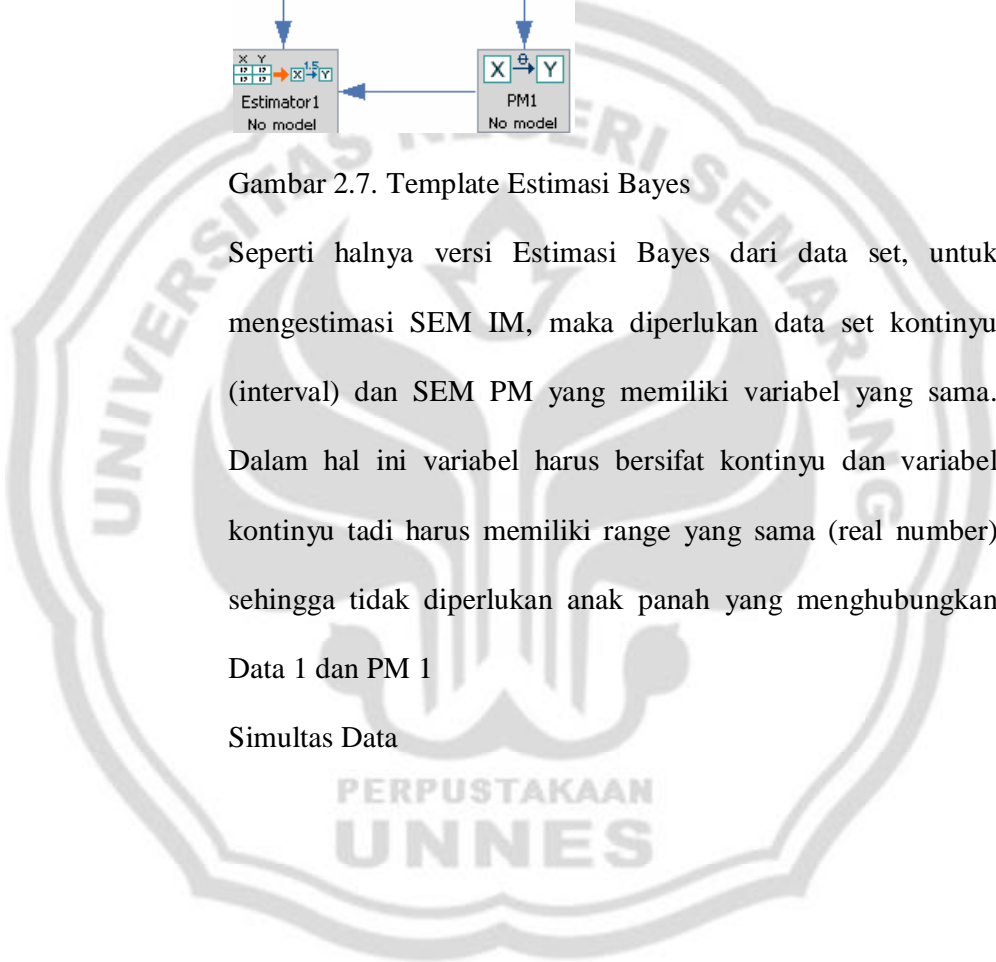 X Y
1.5
X Y
Estimator1
No model
X θ Y
PM1
No model
Gambar 2.7. Template Estimasi Bayes
Seperti halnya versi Estimasi Bayes dari data set, untuk
mengestimasi SEM IM, maka diperlukan data set kontinyu
(interval) dan SEM PM yang memiliki variabel yang sama.
Dalam hal ini variabel harus bersifat kontinyu dan variabel
kontinyu tadi harus memiliki range yang sama (real number)
sehingga tidak diperlukan anak panah yang menghubungkan
Data 1 dan PM 1
Simultas Data
UNIVERSITAS NEGERI SEMARANG
PERPUSTAKAAN
UNNES